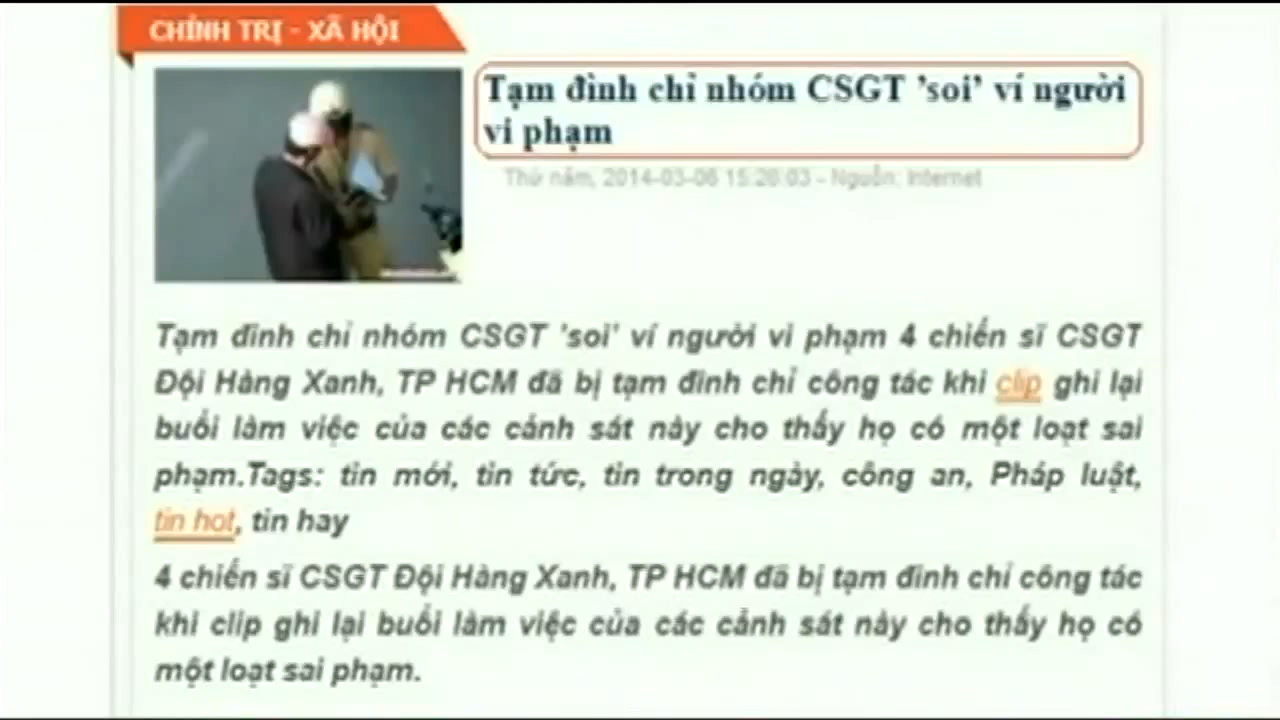 CHÍNH TRỊ - XÃ HỘI
Tạm đình chỉ nhóm CSGT 'soi' ví người
vi phạm
Thứ năm, 2014-03-06 15:26:03 - Nguồn: Internet
Tạm đình chỉ nhóm CSGT 'soi' ví người vi phạm 4 chiến sĩ CSGT
Đội Hàng Xanh, TP HCM đã bị tạm đình chỉ công tác khi clip ghi lại
buổi làm việc của các cảnh sát này cho thấy họ có một loạt sai
phạm.Tags: tin mới, tin tức, tin trong ngày, công an, Pháp luật,
tin hot, tin hay
4 chiến sĩ CSGT Đội Hàng Xanh, TP HCM đã bị tạm đình chỉ công tác
khi clip ghi lại buổi làm việc của các cảnh sát này cho thấy họ có
một loạt sai phạm.